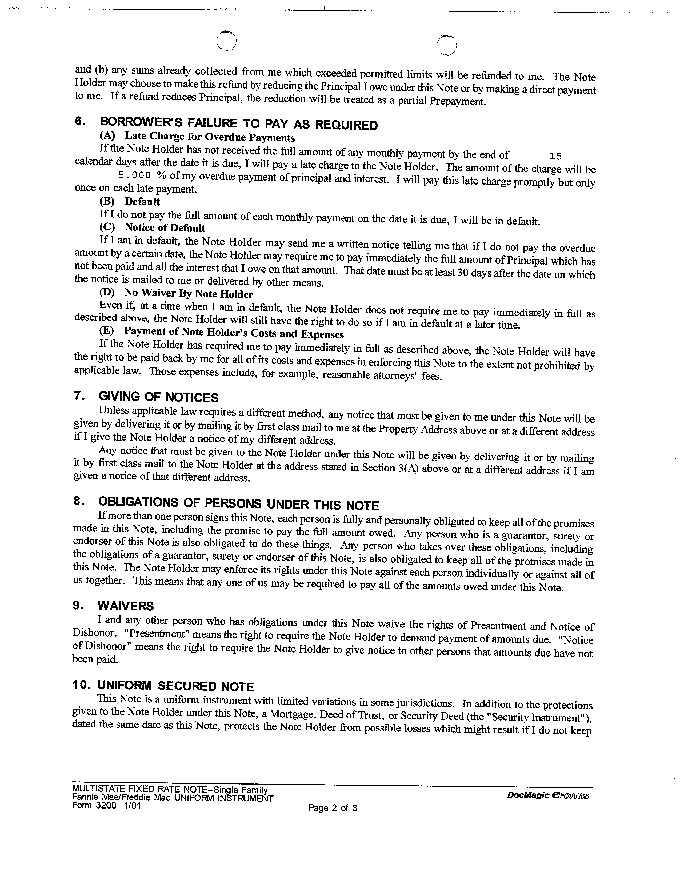 and (b) any sums already collected from me which exceeded permitted limits will be refunded to me. The Note
Holder may choose to make this refund by reducing the Principal I owe under this Note or by making a direct payment
to me. If a refund reduces Principal, the reduction will be treated as a partial Prepayment.
6. BORROWER'S FAILURE TO PAY AS REQUIRED
(A) Late Charge for Overdue Payments
If the Note Holder has not received the full amount of any monthly payment by the end of 15
calendar days after the date it is due, I will pay a late charge to the Note Holder. The amount of the charge will be
5.000 % of my overdue payment of principal and interest. I will pay this late charge promptly but only
once on each late payment.
(B) Default
If I do not pay the full amount of each monthly payment on the date it is due, I will be in default.
(C) Notice of Default
If I am in default, the Note Holder may send me a written notice telling me that if I do not pay the overdue
amount by a certain date, the Note Holder may require me to pay immediately the full amount of Principal which has
not been paid and all the interest that I owe on that amount. That date must be at least 30 days after the date on which
the notice is mailed to me or delivered by other means.
(D) No Waiver By Note Holder
Even if, at a time when I am in default, the Note Holder does not require me to pay immediately in full as
described above, the Note Holder will still have the right to do so if I am in default at a later time.
(E) Payment of Note Holder's Costs and Expenses
If the Note Holder has required me to pay immediately in full as described above, the Note Holder will have
the right to be paid back by me for all of its costs and expenses in enforcing this Note to the extent not prohibited by
applicable law. Those expenses include, for example, reasonable attorneys' fees.
7. GIVING OF NOTICES
Unless applicable law requires a different method, any notice that must be given to me under this Note will be
given by delivering it or by mailing it by first class mail to me at the Property Address above or at a different address
if I give the Note Holder a notice of my different address.
Any notice that must be given to the Note Holder under this Note will be given by delivering it or by mailing
it by first class mail to the Note Holder at the address stated in Section 3(A) above or at a different address if I am
given a notice of that different address.
8. OBLIGATIONS OF PERSONS UNDER THIS NOTE
If more than one person signs this Note, each person is fully and personally obligated to keep all of the promises
made in this Note, including the promise to pay the full amount owed. Any person who is a guarantor, surety or
endorser of this Note is also obligated to do these things. Any person who takes over these obligations, including
the obligations of a guarantor, surety or endorser of this Note, is also obligated to keep all of the promises made in
this Note. The Note Holder may enforce its rights under this Note against each person individually or against all of
us together. This means that any one of us may be required to pay all of the amounts owed under this Note.
9. WAIVERS
I and any other person who has obligations under this Note waive the rights of Presentment and Notice of
Dishonor. "Presentment" means the right to require the Note Holder to demand payment of amounts due. "Notice
of Dishonor" means the right to require the Note Holder to give notice to other persons that amounts due have not
been paid.
10. UNIFORM SECURED NOTE
This Note is a uniform instrument with limited variations in some jurisdictions. In addition to the protections
given to the Note Holder under this Note, a Mortgage, Deed of Trust, or Security Deed (the "Security Instrument"),
dated the same date as this Note, protects the Note Holder from possible losses which might result if I do not keep
MULTISTATE FIXED RATE NOTE--Single Family
Fannie Mae/Freddie Mac UNIFORM INSTRUMENT
Form 3200 1/01
Page 2 of 3
DocMagic